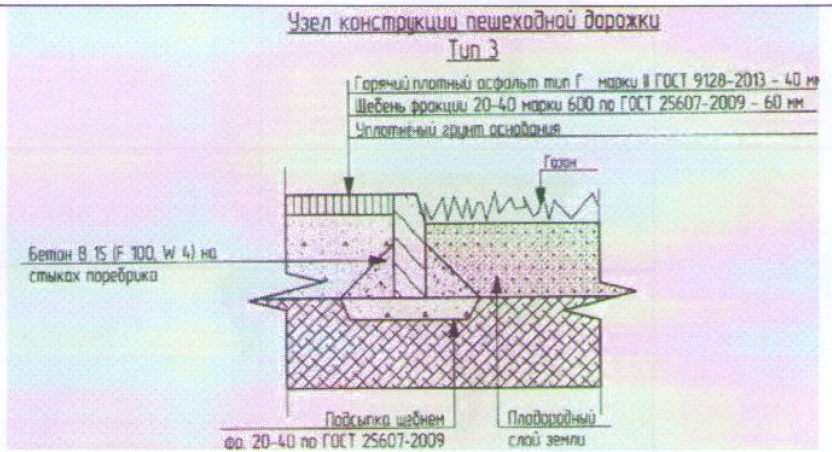 Узел конструкции пешеходной дорожки
Тип 3
Горячий плотный асфальт тип Г марки II ГОСТ 9128-2013 - 40 мм
Щебень фракции 20-40 марки 600 по ГОСТ 25607-2009 - 60 мм
Уплотнёный грунт основания
Газон
Бетон В 15 (F 100, W 4) на
стыках поребрика
Подсыпка щебнем
фр. 20-40 по ГОСТ 25607-2009
Плодородный
слой земли